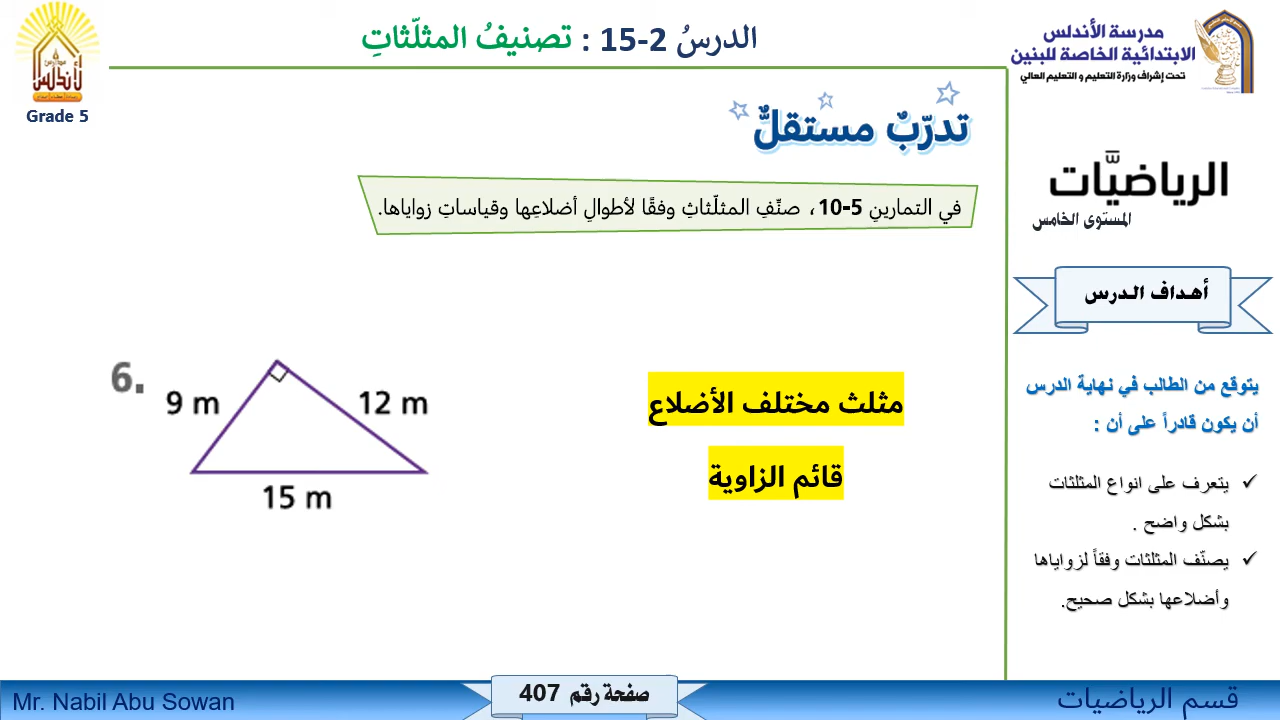 مدرسة الأندلس
الابتدائية الخاصة للبنين
تحت إشراف وزارة التعليم و التعليم العالي
الدرسُ 2-15 : تصنيفُ المثلّثاتِ
الأندلس
Grade 5
الرياضيَّات
المستوى الخامس
أهداف الدرس
يتوقع من الطالب في نهاية الدرس
أن يكون قادراً على أن :
✓ يتعرف على انواع المثلثات
بشكل واضح .
✓ يصنّف المثلثات وفقاً لزواياها
وأضلاعها بشكل صحيح.
تدرّبٌ مستقلٌّ
في التمارينِ 5-10، صنِّفِ المثلّثاتِ وفقًا لأطوالِ أضلاعِها وقياساتِ زواياها.
6.
9 m
12 m
15 m
مثلث مختلف الأضلاع
قائم الزاوية
قسم الرياضيات
صفحة رقم 407
Mr. Nabil Abu Sowan